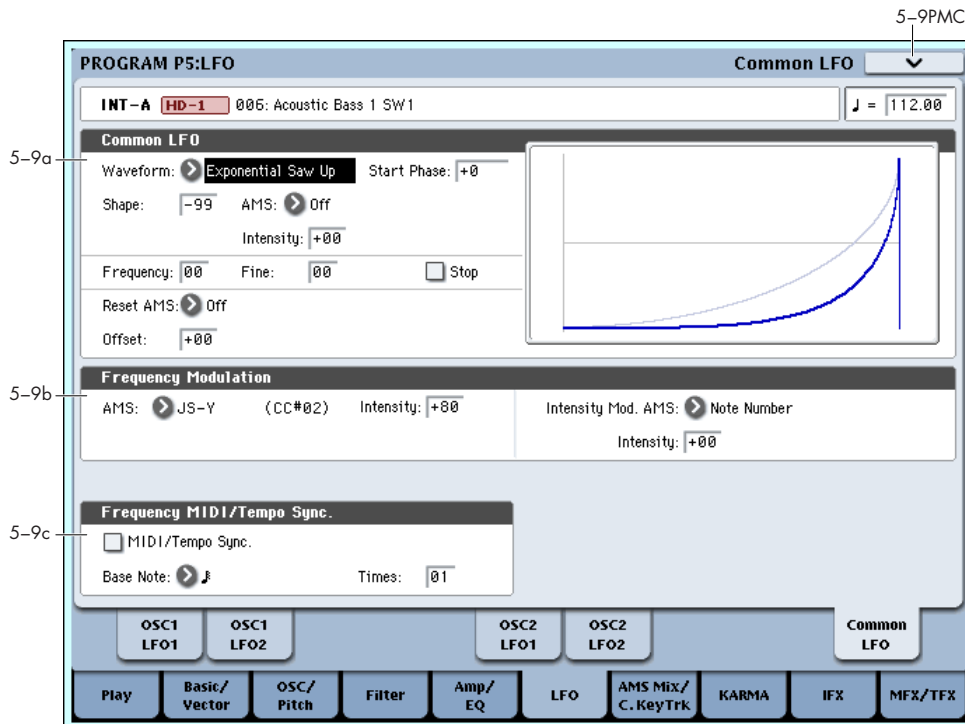 5–9PMC
PROGRAM P5:LFO Common LFO
INT-A HD-1 006: Acoustic Bass 1 SW1 ♩ = 112.00
Common LFO
5–9a
Waveform: Exponential Saw Up Start Phase: +0
Shape: -99 AMS: Off
Intensity: +00
Frequency: 00 Fine: 00 Stop
Reset AMS: Off
Offset: +00
Frequency Modulation
5–9b
AMS: JS-Y (CC#02) Intensity: +80 Intensity Mod. AMS: Note Number
Intensity: +00
Frequency MIDI/Tempo Sync.
5–9c
MIDI/Tempo Sync.
Base Note: Times: 01
OSC1 LFO1 OSC1 LFO2 OSC2 LFO1 OSC2 LFO2 Common LFO
Play Basic/Vector OSC/Pitch Filter Amp/EQ LFO AMS Mix/C.KeyTrk KARMA IFX MFX/TFX